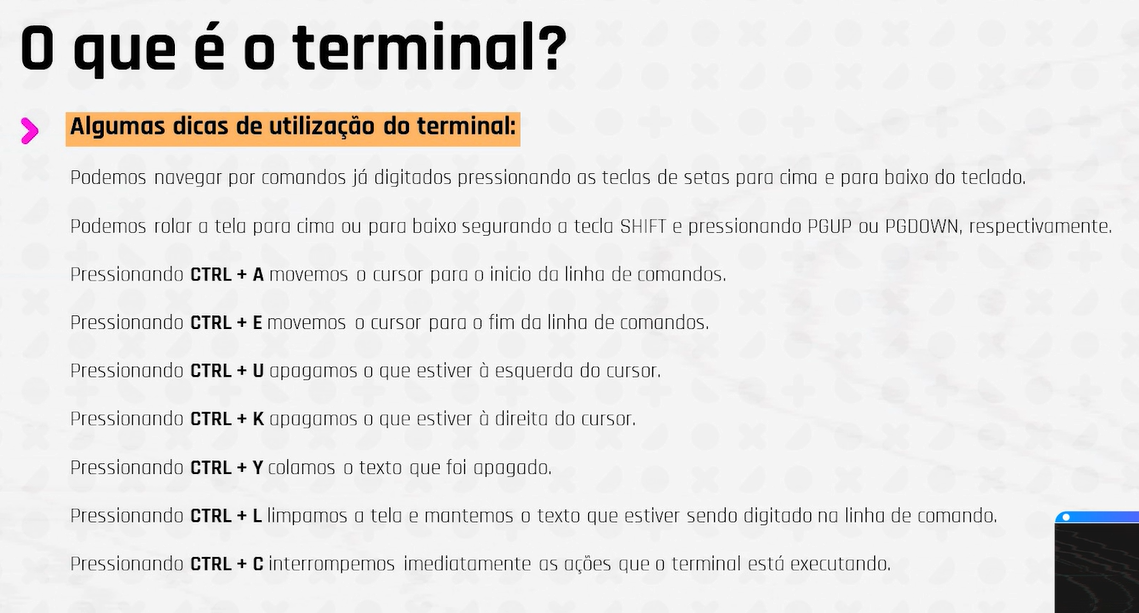 O que é o terminal?
Algumas dicas de utilização do terminal:
Podemos navegar por comandos já digitados pressionando as teclas de setas para cima e para baixo do teclado.
Podemos rolar a tela para cima ou para baixo segurando a tecla SHIFT e pressionando PGUP ou PGDOWN, respectivamente.
Pressionando CTRL + A movemos o cursor para o inicio da linha de comandos.
Pressionando CTRL + E movemos o cursor para o fim da linha de comandos.
Pressionando CTRL + U apagamos o que estiver à esquerda do cursor.
Pressionando CTRL + K apagamos o que estiver à direita do cursor.
Pressionando CTRL + Y colamos o texto que foi apagado.
Pressionando CTRL + L limpamos a tela e mantemos o texto que estiver sendo digitado na linha de comando.
Pressionando CTRL + C interrompemos imediatamente as ações que o terminal está executando.